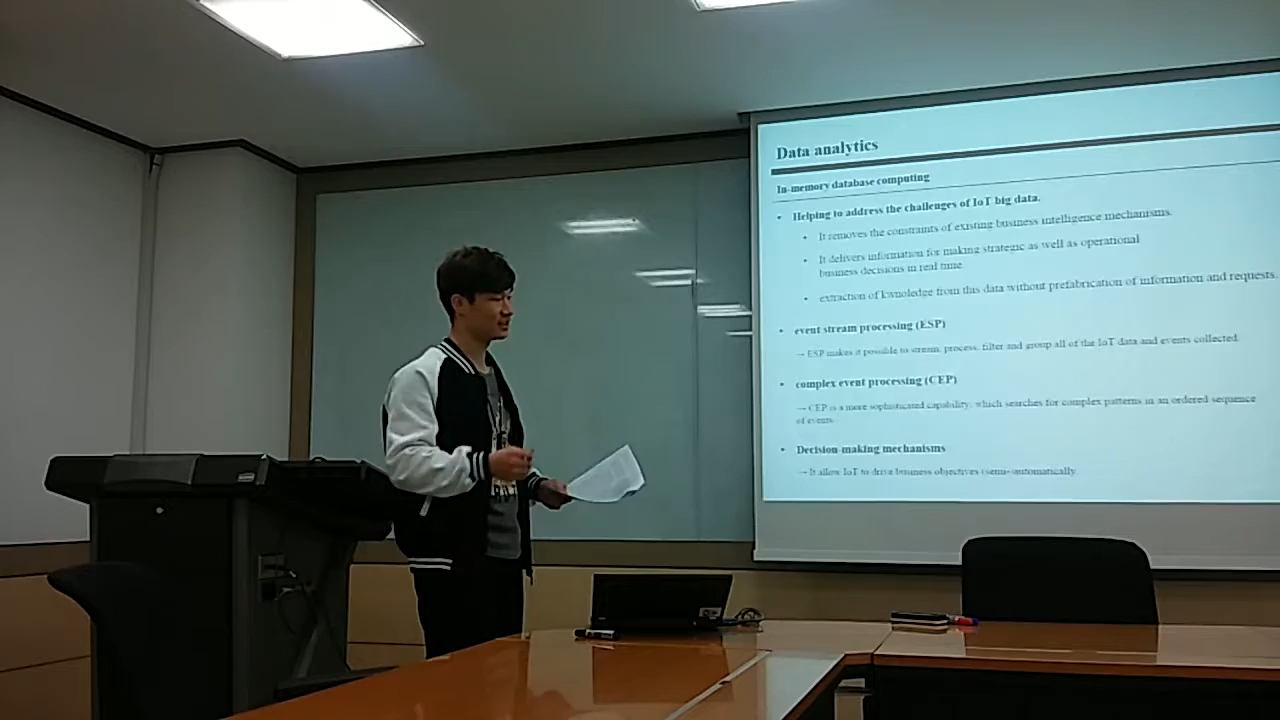 Data analytics
In-memory database computing
• Helping to address the challenges of IoT big data.
• It removes the constraints of existing business intelligence mechanisms.
• It delivers information for making strategic as well as operational
business decisions in real time
• extraction of kwnoledge from this data without prefabrication of information and requests.
• event stream processing (ESP)
→ ESP makes it possible to stream, process, filter and group all of the IoT data and events collected.
• complex event processing (CEP)
→ CEP is a more sophisticated capability, which searches for complex patterns in an ordered sequence
of events
• Decision-making mechanisms
→ It allow IoT to drive business objectives (semi-)automatically